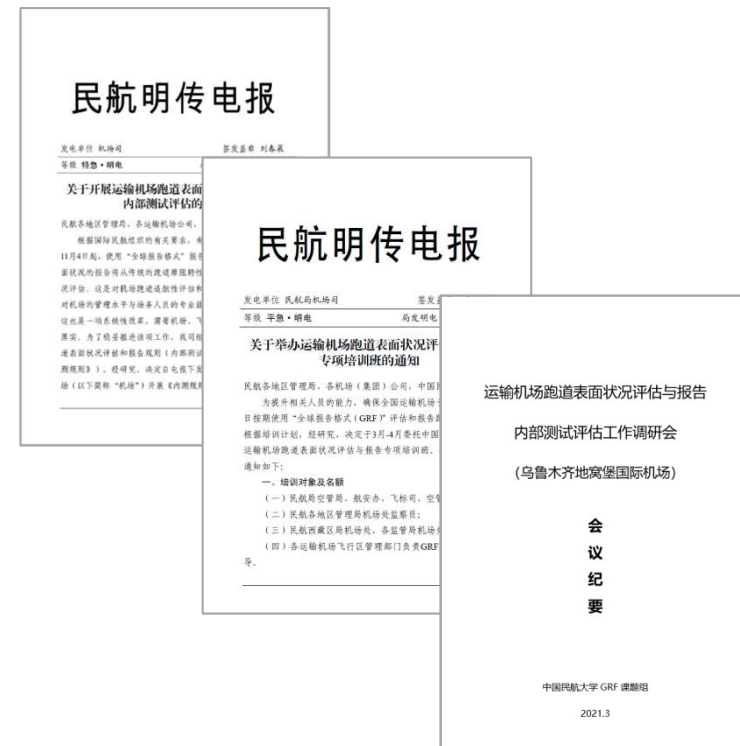 民航明传电报
发电单位 机场司 签发盖章 刘春晨
等级 特急·明电
关于开展运输机场跑道表面
内部测试评估的
民航各地区管理局、各运输机场公司,
根据国际民航组织的有关要求,
11月4日起,使用“全球报告格式”
面状况的报告将从传统的跑道摩阻特性
况评估。这是对机场跑道道面评估和
对机场的管理水平与场务人员的专业
这也是一项系统性改革,需要机场、
落实。为了稳妥推进该项工作,我司
道表面状况评估和报告规则(内部测试
测规则》)。经研究,决定自电报下发
场(以下简称“机场”)开展《内测规则
民航明传电报
发电单位 民航局机场司 签发
等级 平急·明电 局发明电
关于举办运输机场跑道表面状况评
专项培训班的通知
民航各地区管理局,各机场(集团)公司,中国民
为提升相关人员的能力,确保全国运输机场
日按期使用“全球报告格式(GRF)”评估和报告
根据培训计划,经研究,决定于3月-4月委托中国
运输机场跑道表面状况评估与报告专项培训班。
通知如下:
一、培训对象及名额
(一)民航局空管局、航安办、飞标司、空管
(二)民航各地区管理局机场处监察员;
(三)民航西藏区局机场处,各监管局机场
(四)各运输机场飞行区管理部门负责GRF
导。
运输机场跑道表面状况评估与报告
内部测试评估工作调研会
(乌鲁木齐地窝堡国际机场)
会
议
纪
要
中国民航大学 GRF 课题组
2021.3